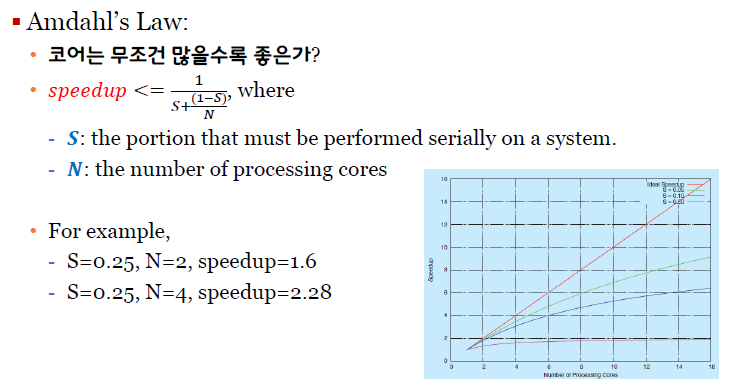 Amdahl's Law:
코어는 무조건 많을수록 좋은가?
speedup <= 1 / (S + (1−S)/N), where
- S: the portion that must be performed serially on a system.
- N: the number of processing cores
For example,
- S=0.25, N=2, speedup=1.6
- S=0.25, N=4, speedup=2.28
Ideal Speedup
S = 0.05
S = 0.10
S = 0.50
16
14
12
10
8
6
4
2
0
Speedup
0 2 4 6 8 10 12 14 16
Number of Processing Cores